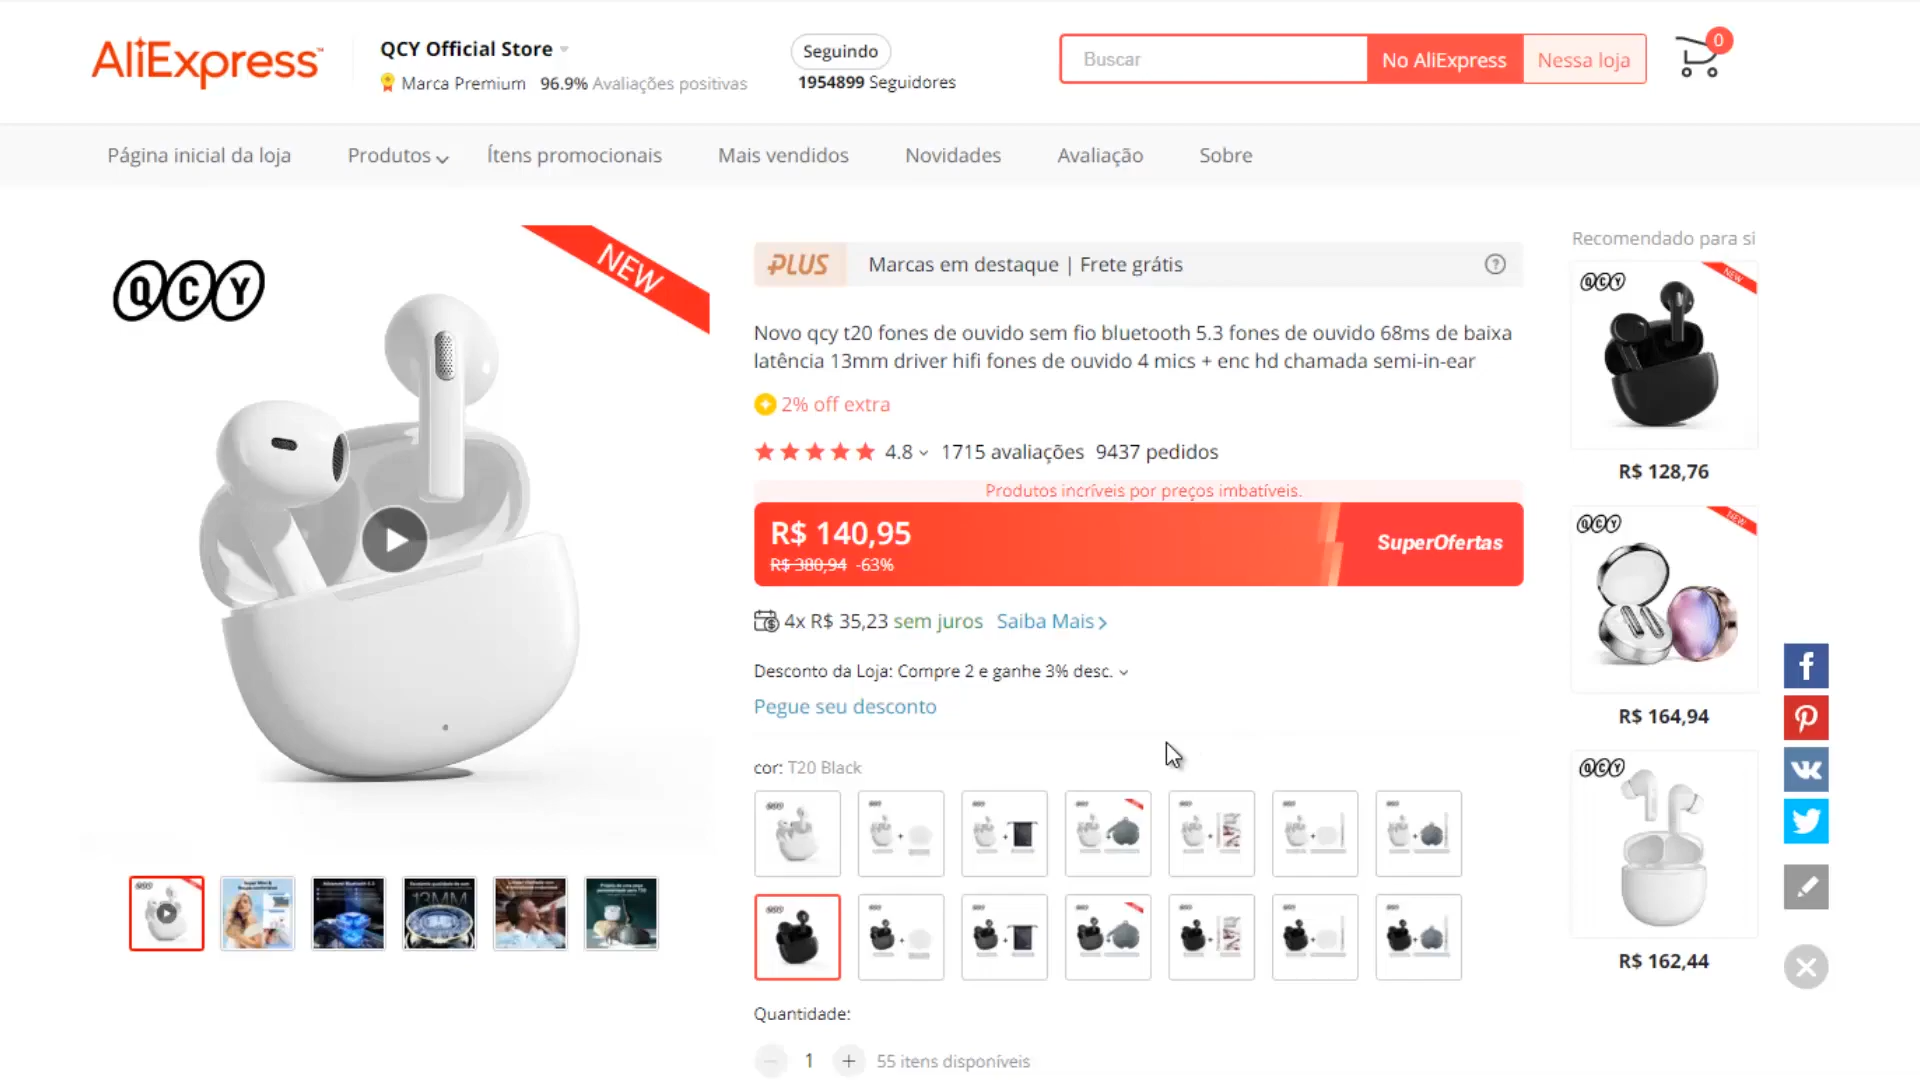 AliExpress
QCY Official Store
Marca Premium 96.9% Avaliações positivas
Seguindo
1954899 Seguidores
Buscar
No AliExpress
Nessa loja
0
Página inicial da loja
Produtos
Ítens promocionais
Mais vendidos
Novidades
Avaliação
Sobre
QCY
NEW
PLUS
Marcas em destaque | Frete grátis
?
Novo qcy t20 fones de ouvido sem fio bluetooth 5.3 fones de ouvido 68ms de baixa
latência 13mm driver hifi fones de ouvido 4 mics + enc hd chamada semi-in-ear
2% off extra
4.8 1715 avaliações 9437 pedidos
Produtos incríveis por preços imbatíveis.
R$ 140,95
R$ 380,94 -63%
SuperOfertas
4x R$ 35,23 sem juros Saiba Mais
Desconto da Loja: Compre 2 e ganhe 3% desc.
Pegue seu desconto
cor: T20 Black
13MM
Quantidade:
1
+
55 itens disponíveis
Recomendado para si
QCY
NEW
R$ 128,76
QCY
NEW
R$ 164,94
QCY
R$ 162,44